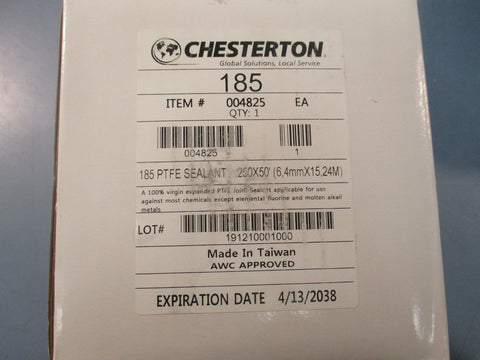 CHESTERTON
Global Solutions, Local Service
185
ITEM # 004825 EA
QTY: 1
004825 1
185 PTFE SEALANT .250X50' (6,4mmX15,24M)
A 100% virgin expanded PTFE Joint Sealant applicable for use
against most chemicals except elemental fluorine and molten alkali
metals
LOT#
191210001000
Made In Taiwan
AWC APPROVED
EXPIRATION DATE 4/13/2038